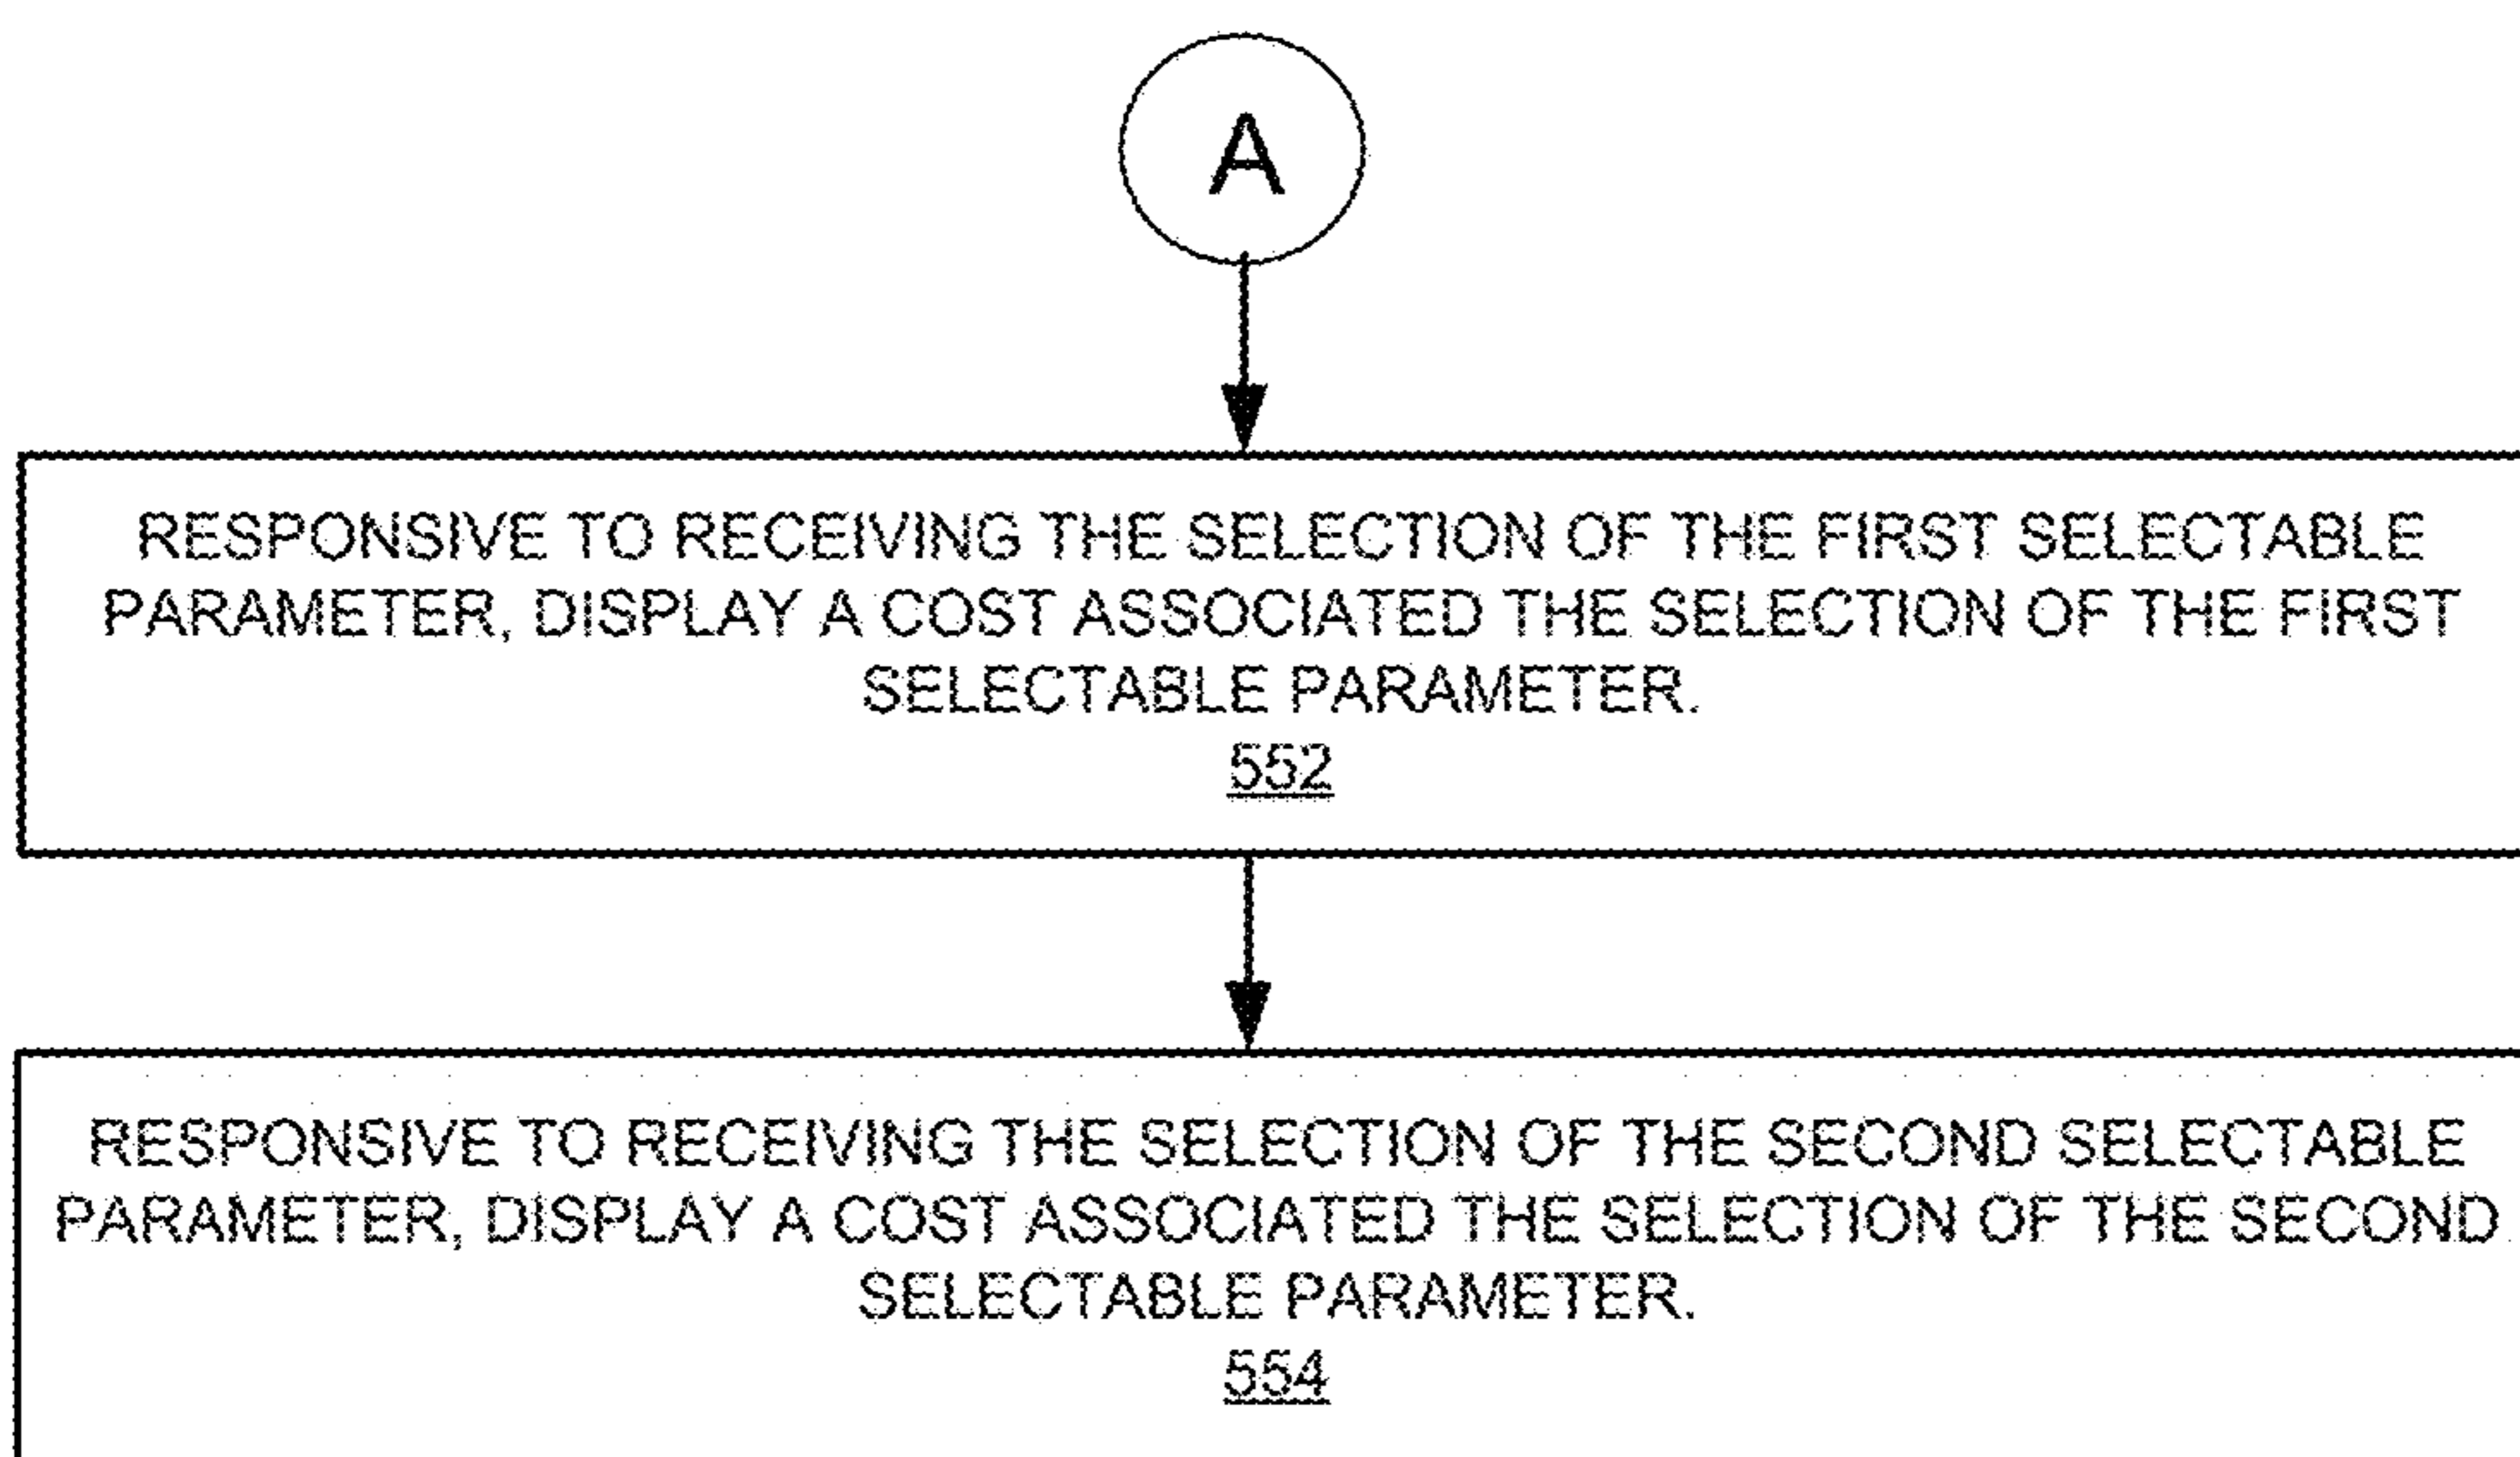 A
RESPONSIVE TO RECEIVING THE SELECTION OF THE FIRST SELECTABLE
PARAMETER, DISPLAY A COST ASSOCIATED THE SELECTION OF THE FIRST
SELECTABLE PARAMETER.
552
RESPONSIVE TO RECEIVING THE SELECTION OF THE SECOND SELECTABLE
PARAMETER, DISPLAY A COST ASSOCIATED THE SELECTION OF THE SECOND
SELECTABLE PARAMETER.
554